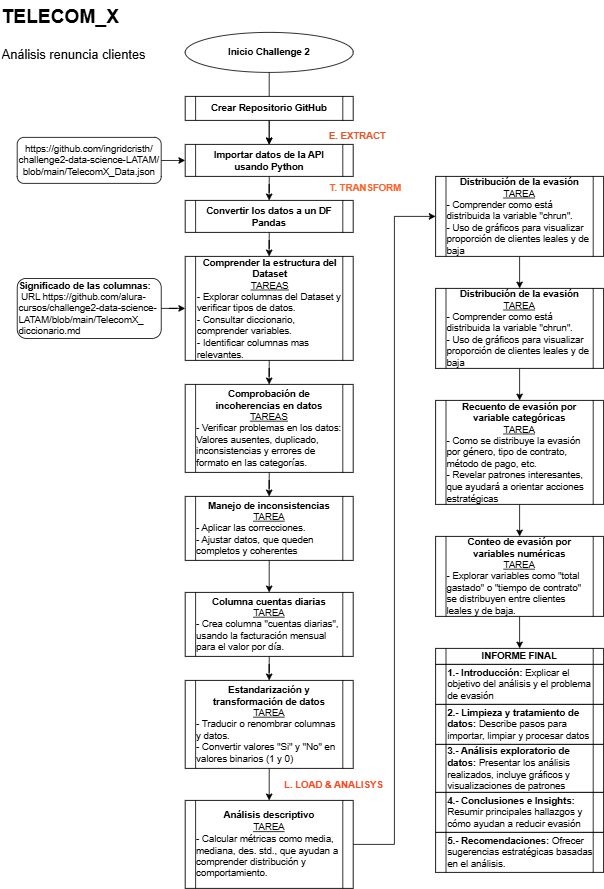 TELECOM_X
Análisis renuncia clientes
Inicio Challenge 2
Crear Repositorio GitHub
E. EXTRACT
https://github.com/ingridcristh/
challenge2-data-science-LATAM/
blob/main/TelecomX_Data.json
Importar datos de la API
usando Python
T. TRANSFORM
Convertir los datos a un DF
Pandas
Significado de las columnas:
URL https://github.com/alura-
cursos/challenge2-data-science-
LATAM/blob/main/TelecomX_
diccionario.md
Comprender la estructura del
Dataset
TAREAS
- Explorar columnas del Dataset y
verificar tipos de datos.
- Consultar diccionario,
comprender variables.
- Identificar columnas mas
relevantes.
Comprobación de
incoherencias en datos
TAREAS
- Verificar problemas en los datos:
Valores ausentes, duplicado,
inconsistencias y errores de
formato en las categorías.
Manejo de inconsistencias
TAREA
- Aplicar las correcciones.
- Ajustar datos, que queden
completos y coherentes
Columna cuentas diarias
TAREA
- Crea columna "cuentas diarias",
usando la facturación mensual
para el valor por día.
Estandarización y
transformación de datos
TAREA
- Traducir o renombrar columnas
y datos.
- Convertir valores "Sí" y "No" en
valores binarios (1 y 0)
L. LOAD & ANALISYS
Análisis descriptivo
TAREA
- Calcular métricas como media,
mediana, des. std., que ayudan a
comprender distribución y
comportamiento.
Distribución de la evasión
TAREA
- Comprender como está
distribuida la variable "chrun".
- Uso de gráficos para visualizar
proporción de clientes leales y de
baja
Distribución de la evasión
TAREA
- Comprender como está
distribuida la variable "chrun".
- Uso de gráficos para visualizar
proporción de clientes leales y de
baja
Recuento de evasión por
variable categóricas
TAREA
- Como se distribuye la evasión
por género, tipo de contrato,
método de pago, etc.
- Revelar patrones interesantes,
que ayudará a orientar acciones
estratégicas
Conteo de evasión por
variables numéricas
TAREA
- Explorar variables como "total
gastado" o "tiempo de contrato"
se distribuyen entre clientes
leales y de baja.
INFORME FINAL
1.- Introducción: Explicar el
objetivo del análisis y el problema
de evasión
2.- Limpieza y tratamiento de
datos: Describe pasos para
importar, limpiar y procesar datos
3.- Análisis exploratorio de
datos: Presentar los análisis
realizados, incluye gráficos y
visualizaciones de patrones
4.- Conclusiones e Insights:
Resumir principales hallazgos y
cómo ayudan a reducir evasión
5.- Recomendaciones: Ofrecer
sugerencias estratégicas basadas
en el análisis.